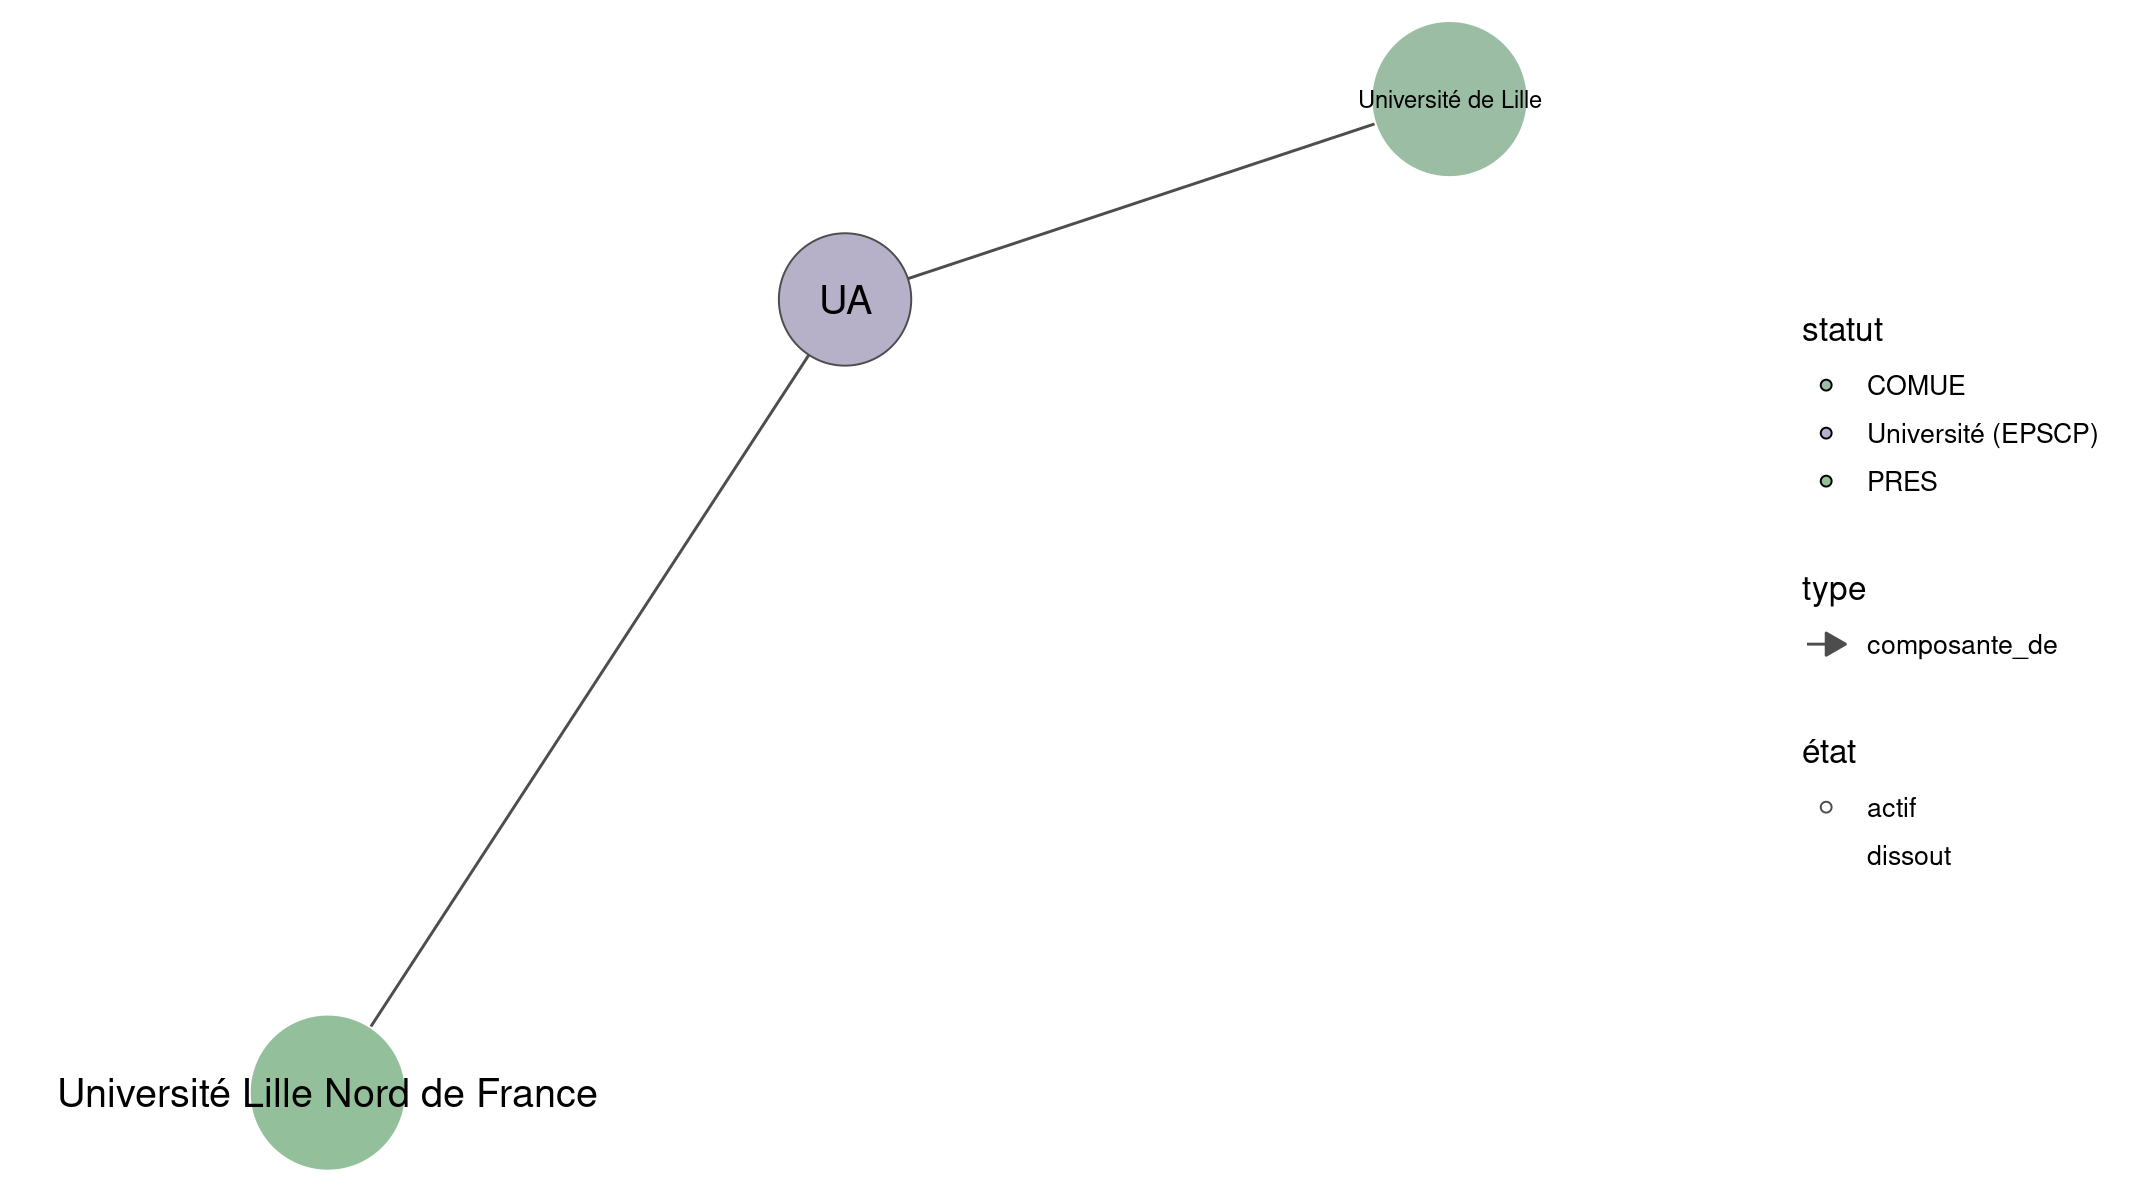 Université de Lille
UA
Université Lille Nord de France
statut
COMUE
Université (EPSCP)
PRES
type
composante_de
état
actif
dissout